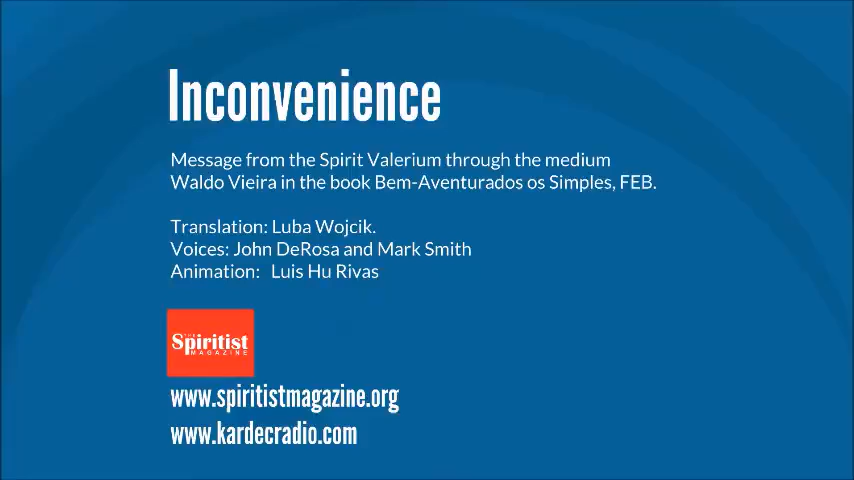 Inconvenience
Message from the Spirit Valerium through the medium
Waldo Vieira in the book Bem-Aventurados os Simples, FEB.
Translation: Luba Wojcik.
Voices: John DeRosa and Mark Smith
Animation: Luis Hu Rivas
THE
Spiritist
MAGAZINE
www.spiritistmagazine.org
www.kardecradio.com